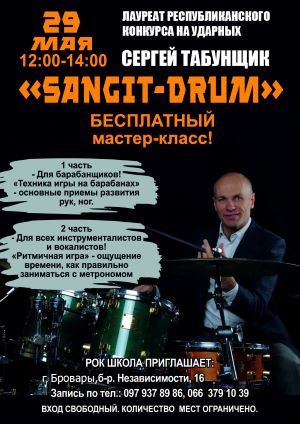 29
МАЯ
12:00-14:00
ЛАУРЕАТ РЕСПУБЛИКАНСКОГО
КОНКУРСА НА УДАРНЫХ
СЕРГЕЙ ТАБУНЩИК
«SANGIT-DRUM»
БЕСПЛАТНЫЙ
мастер-класс!
1 часть
- Для барабанщиков!
«Техника игры на барабанах»
- основные приемы развития
рук, ног.
2 часть
- Для всех инструменталистов
и вокалистов!
«Ритмичная игра» - ощущение
времени, как правильно
заниматься с метрономом
РОК ШКОЛА ПРИГЛАШАЕТ:
г. Бровары,б-р. Независимости, 16
Запись по тел.: 097 937 89 86, 066 379 10 39
ВХОД СВОБОДНЫЙ. КОЛИЧЕСТВО МЕСТ ОГРАНИЧЕНО.